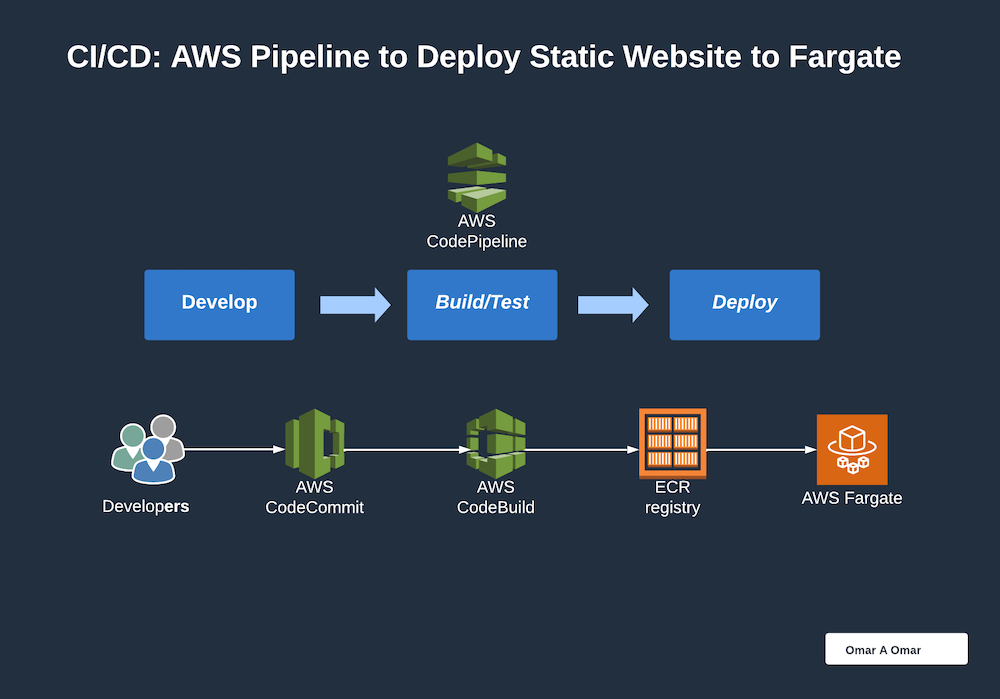 CI/CD: AWS Pipeline to Deploy Static Website to Fargate
AWS
CodePipeline
Develop
Build/Test
Deploy
Developers
AWS
CodeCommit
AWS
CodeBuild
ECR
registry
AWS Fargate
Omar A Omar